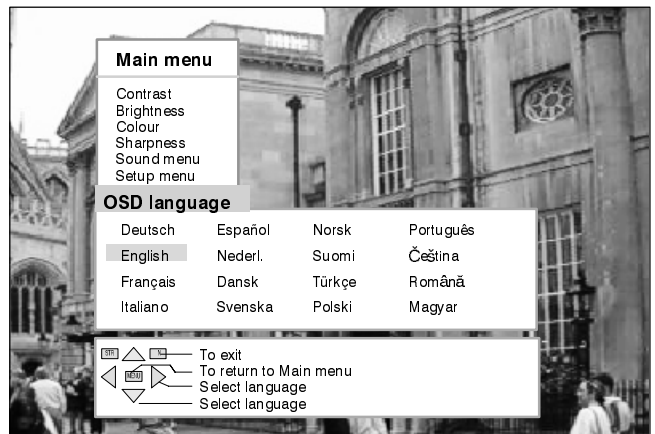 Main menu
Contrast
Brightness
Colour
Sharpness
Sound menu
Setup menu
OSD language
Deutsch Español Norsk Português
English Nederl. Suomi Čeština
Français Dansk Türkçe Română
Italiano Svenska Polski Magyar
STR N To exit
MENU To return to Main menu
Select language
Select language